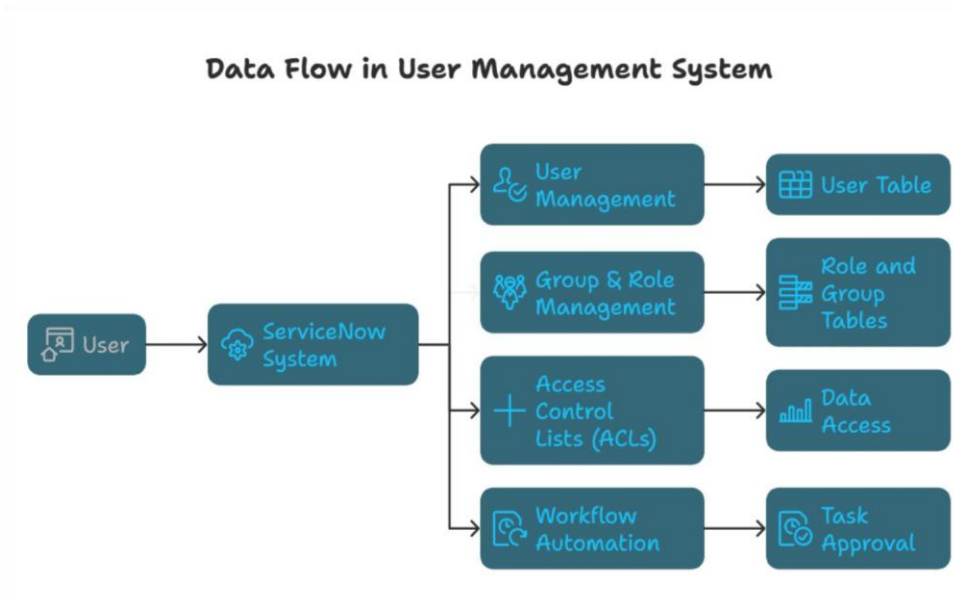 Data Flow in User Management System
User
Management
User Table
Group & Role
Management
Role and
Group
Tables
User
ServiceNow
System
Access
Control
Lists (ACLs)
Data
Access
Workflow
Automation
Task
Approval